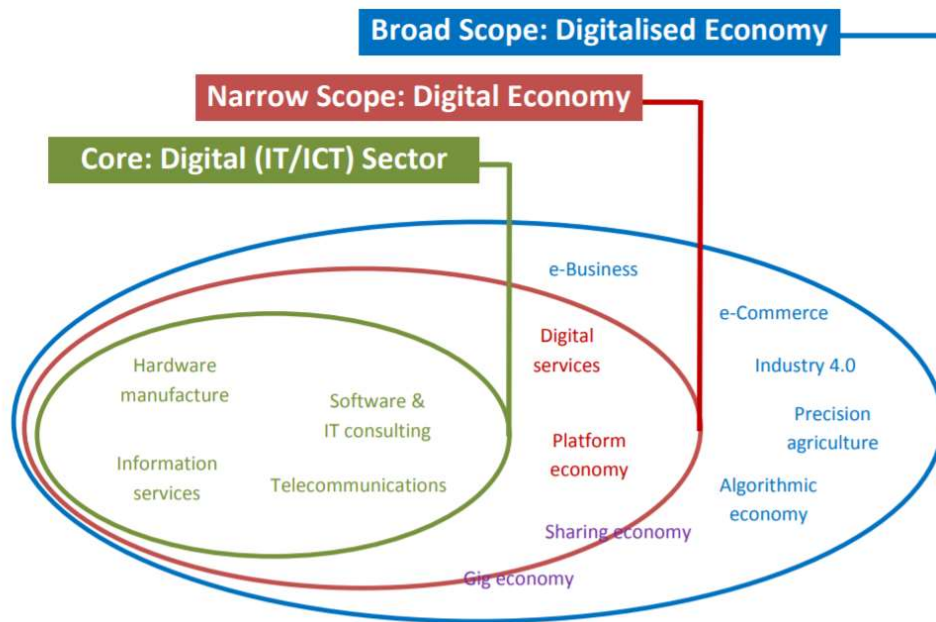 Broad Scope: Digitalised Economy
Narrow Scope: Digital Economy
Core: Digital (IT/ICT) Sector
e-Business
e-Commerce
Digital
services
Industry 4.0
Hardware
manufacture
Software &
IT consulting
Precision
agriculture
Platform
economy
Information
services
Telecommunications
Algorithmic
economy
Sharing economy
Gig economy